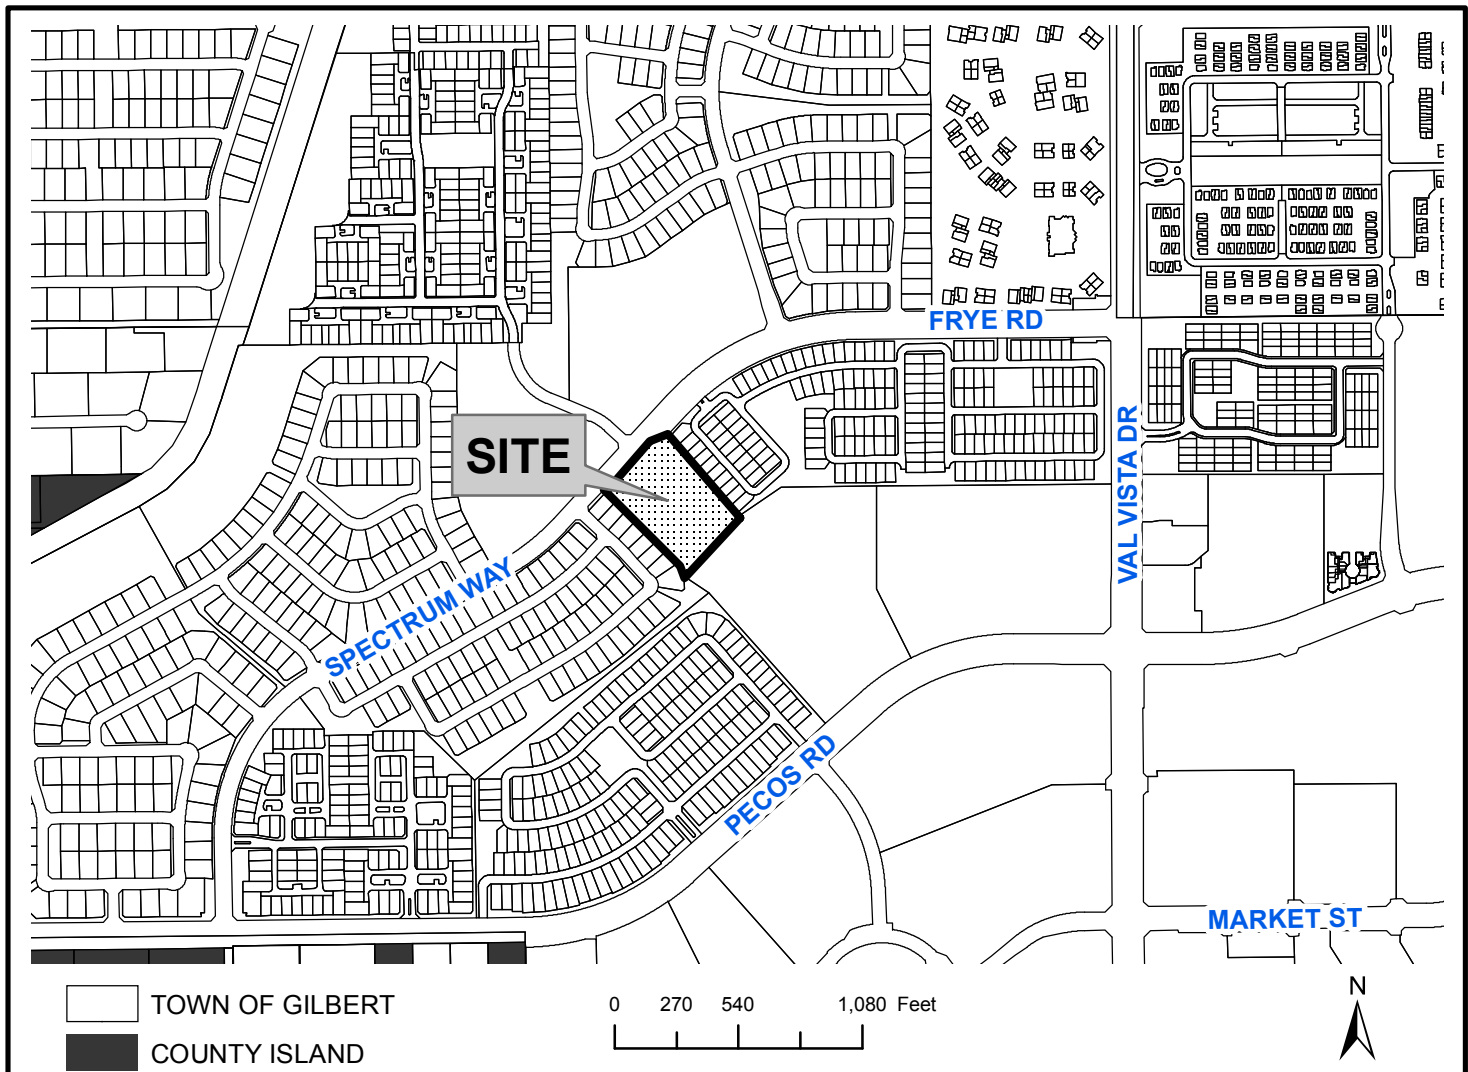 FRYE RD
SITE
VAL VISTA DR
SPECTRUM WAY
PECOS RD
MARKET ST
TOWN OF GILBERT
COUNTY ISLAND
0 270 540 1,080 Feet
N